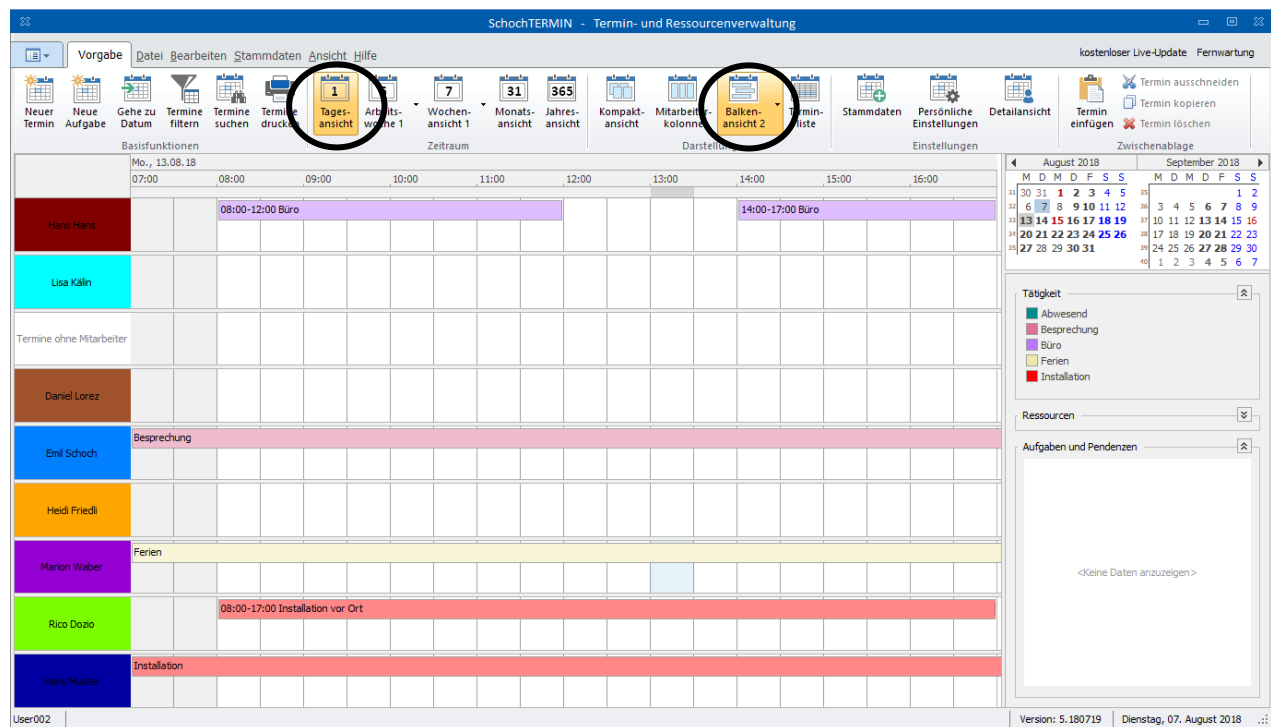 SchochTERMIN - Termin- und Ressourcenverwaltung
Vorgabe Datei Bearbeiten Stammdaten Ansicht Hilfe
kostenloser Live-Update Fernwartung
Neuer Termin
Neue Aufgabe
Gehe zu Datum
Termine filtern
Termine suchen
Termine drucken
Basisfunktionen
1
Tages-
ansicht
Arbeits-
woche 1
7
Wochen-
ansicht 1
31
Monats-
ansicht
365
Jahres-
ansicht
Zeitraum
Kompakt-
ansicht
Mitarbeiter-
kolonne
Balken-
ansicht 2
Termin-
liste
Darstellung
Stammdaten
Persönliche
Einstellungen
Detailansicht
Einstellungen
Termin
einfügen
Termin ausschneiden
Termin kopieren
Termin löschen
Zwischenablage
Mo., 13.08.18
07:00 08:00 09:00 10:00 11:00 12:00 13:00 14:00 15:00 16:00
Hans Hans
08:00-12:00 Büro
14:00-17:00 Büro
Lisa Kälin
Termine ohne Mitarbeiter
Daniel Lorez
Emil Schoch
Besprechung
Heidi Friedli
Marion Waber
Ferien
Rico Dozio
08:00-17:00 Installation vor Ort
Hans Muster
Installation
August 2018
M D M D F S S
31 30 31 1 2 3 4 5
32 6 7 8 9 10 11 12
33 13 14 15 16 17 18 19
34 20 21 22 23 24 25 26
35 27 28 29 30 31
September 2018
M D M D F S S
35 1 2
36 3 4 5 6 7 8 9
37 10 11 12 13 14 15 16
38 17 18 19 20 21 22 23
39 24 25 26 27 28 29 30
40 1 2 3 4 5 6 7
Tätigkeit
Abwesend
Besprechung
Büro
Ferien
Installation
Ressourcen
Aufgaben und Pendenzen
<Keine Daten anzuzeigen>
User002
Version: 5.180719
Dienstag, 07. August 2018